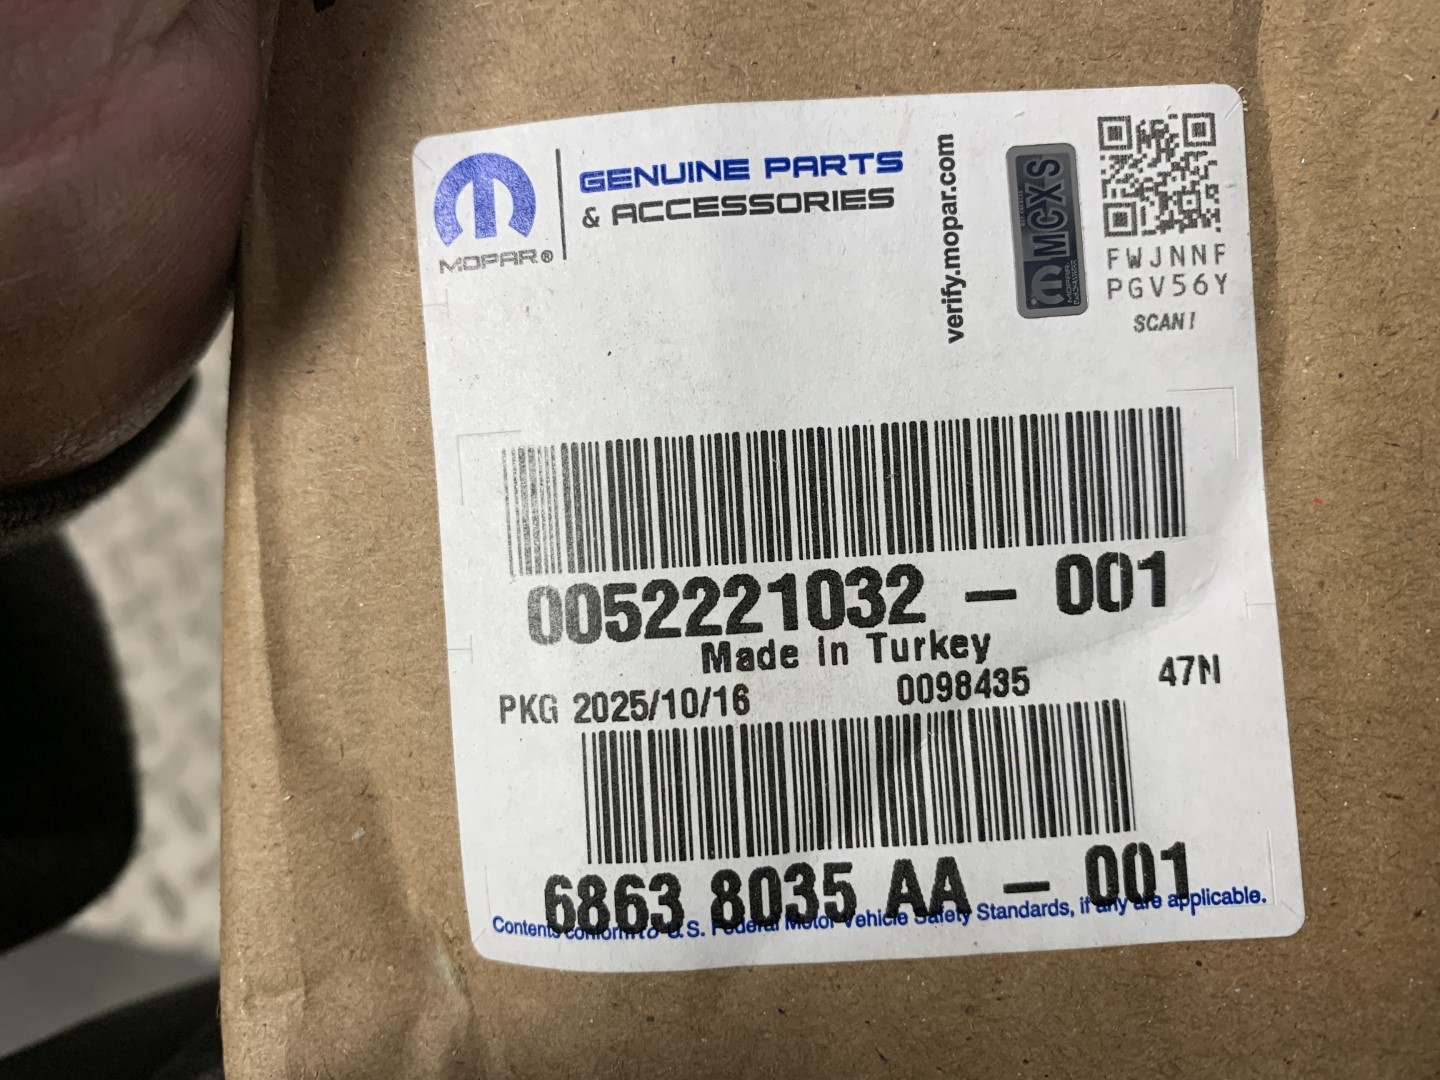 MOPAR®
GENUINE PARTS
& ACCESSORIES
verify.mopar.com
MCXS
FWJNNF
PGV56Y
SCAN!
0052221032 — 001
Made in Turkey
PKG 2025/10/16 0098435 47N
6863 8035 AA — 001
Contents conform to U.S. Federal Motor Vehicle Safety Standards, if any are applicable.